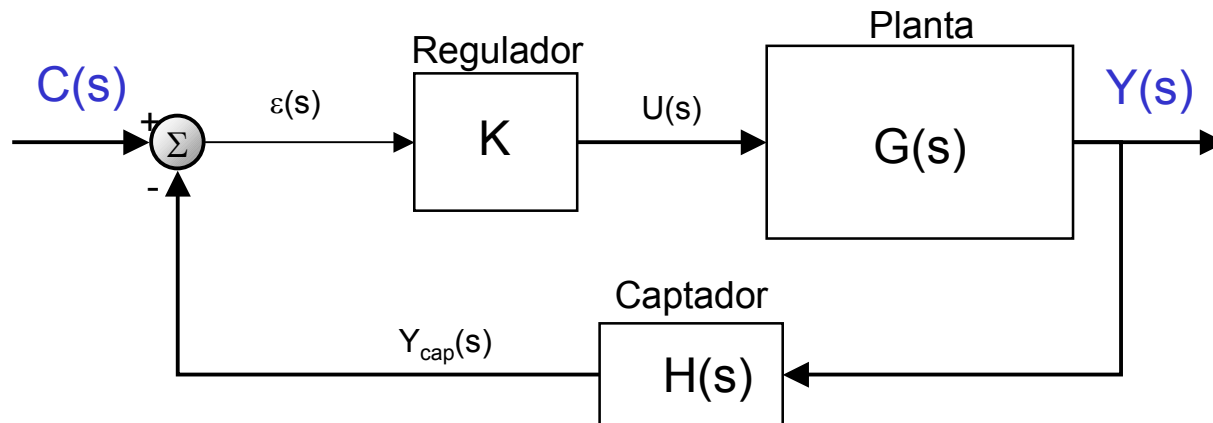 Planta
Regulador
C(s)
+
Σ
-
ε(s)
K
U(s)
G(s)
Y(s)
Captador
Y_cap(s)
H(s)